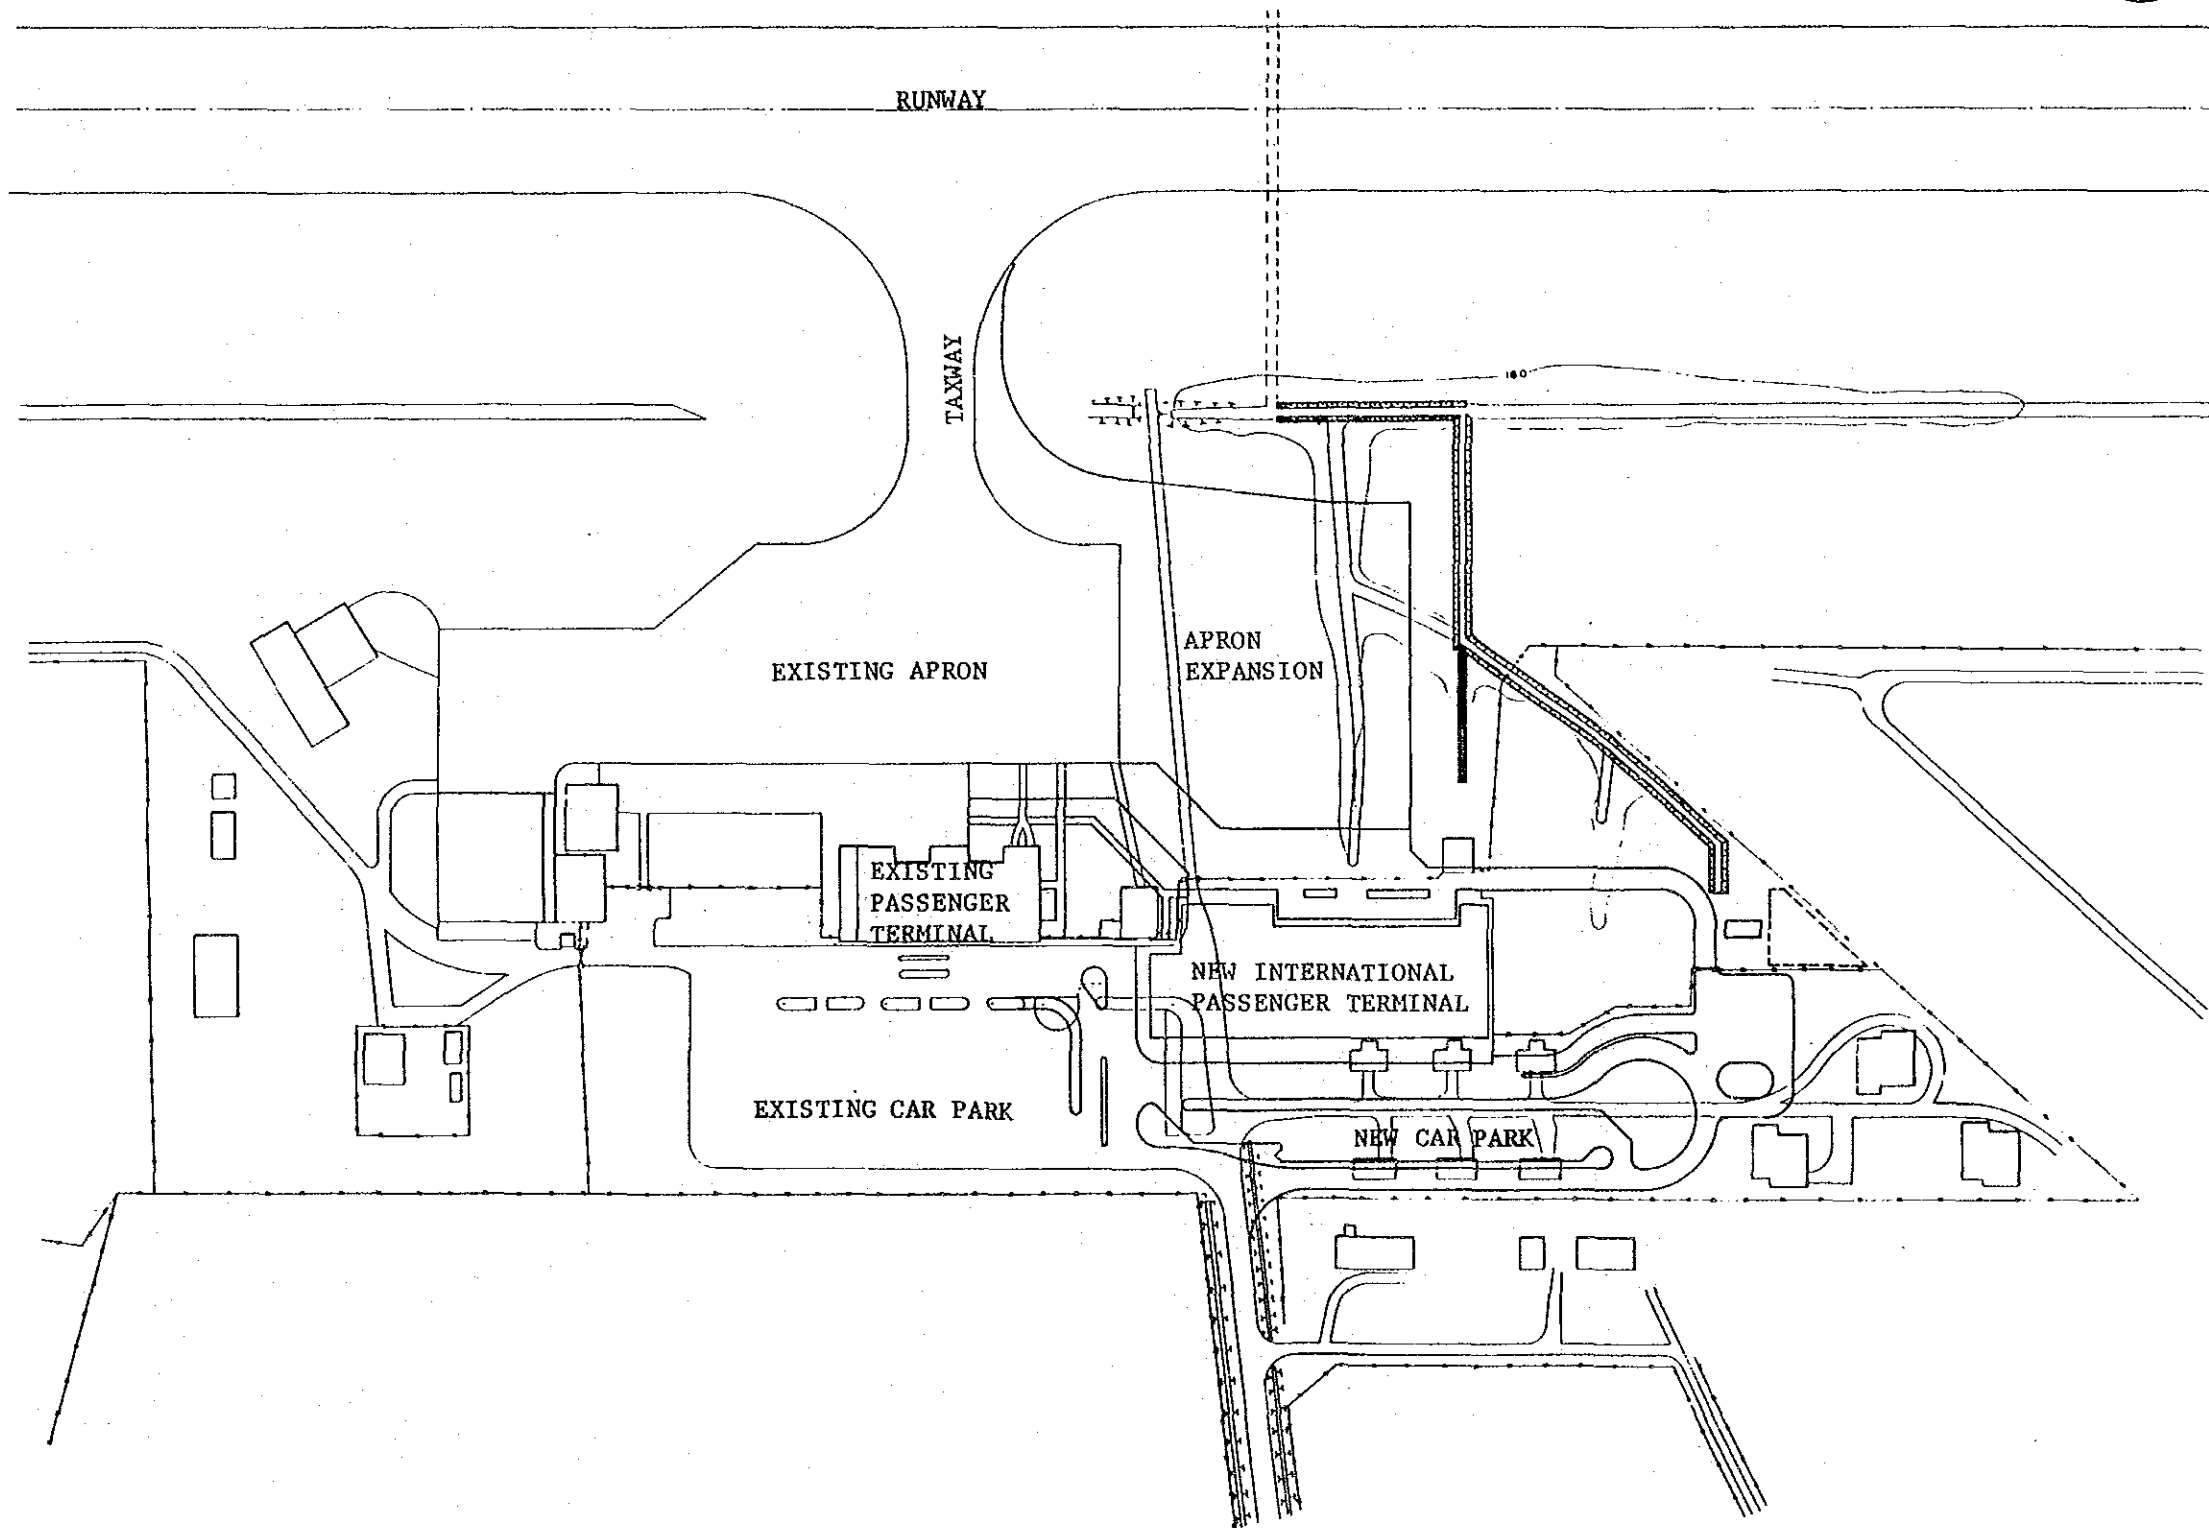 RUNWAY
TAXWAY
180
APRON
EXPANSION
EXISTING APRON
EXISTING
PASSENGER
TERMINAL
NEW INTERNATIONAL
PASSENGER TERMINAL
EXISTING CAR PARK
NEW CAR PARK